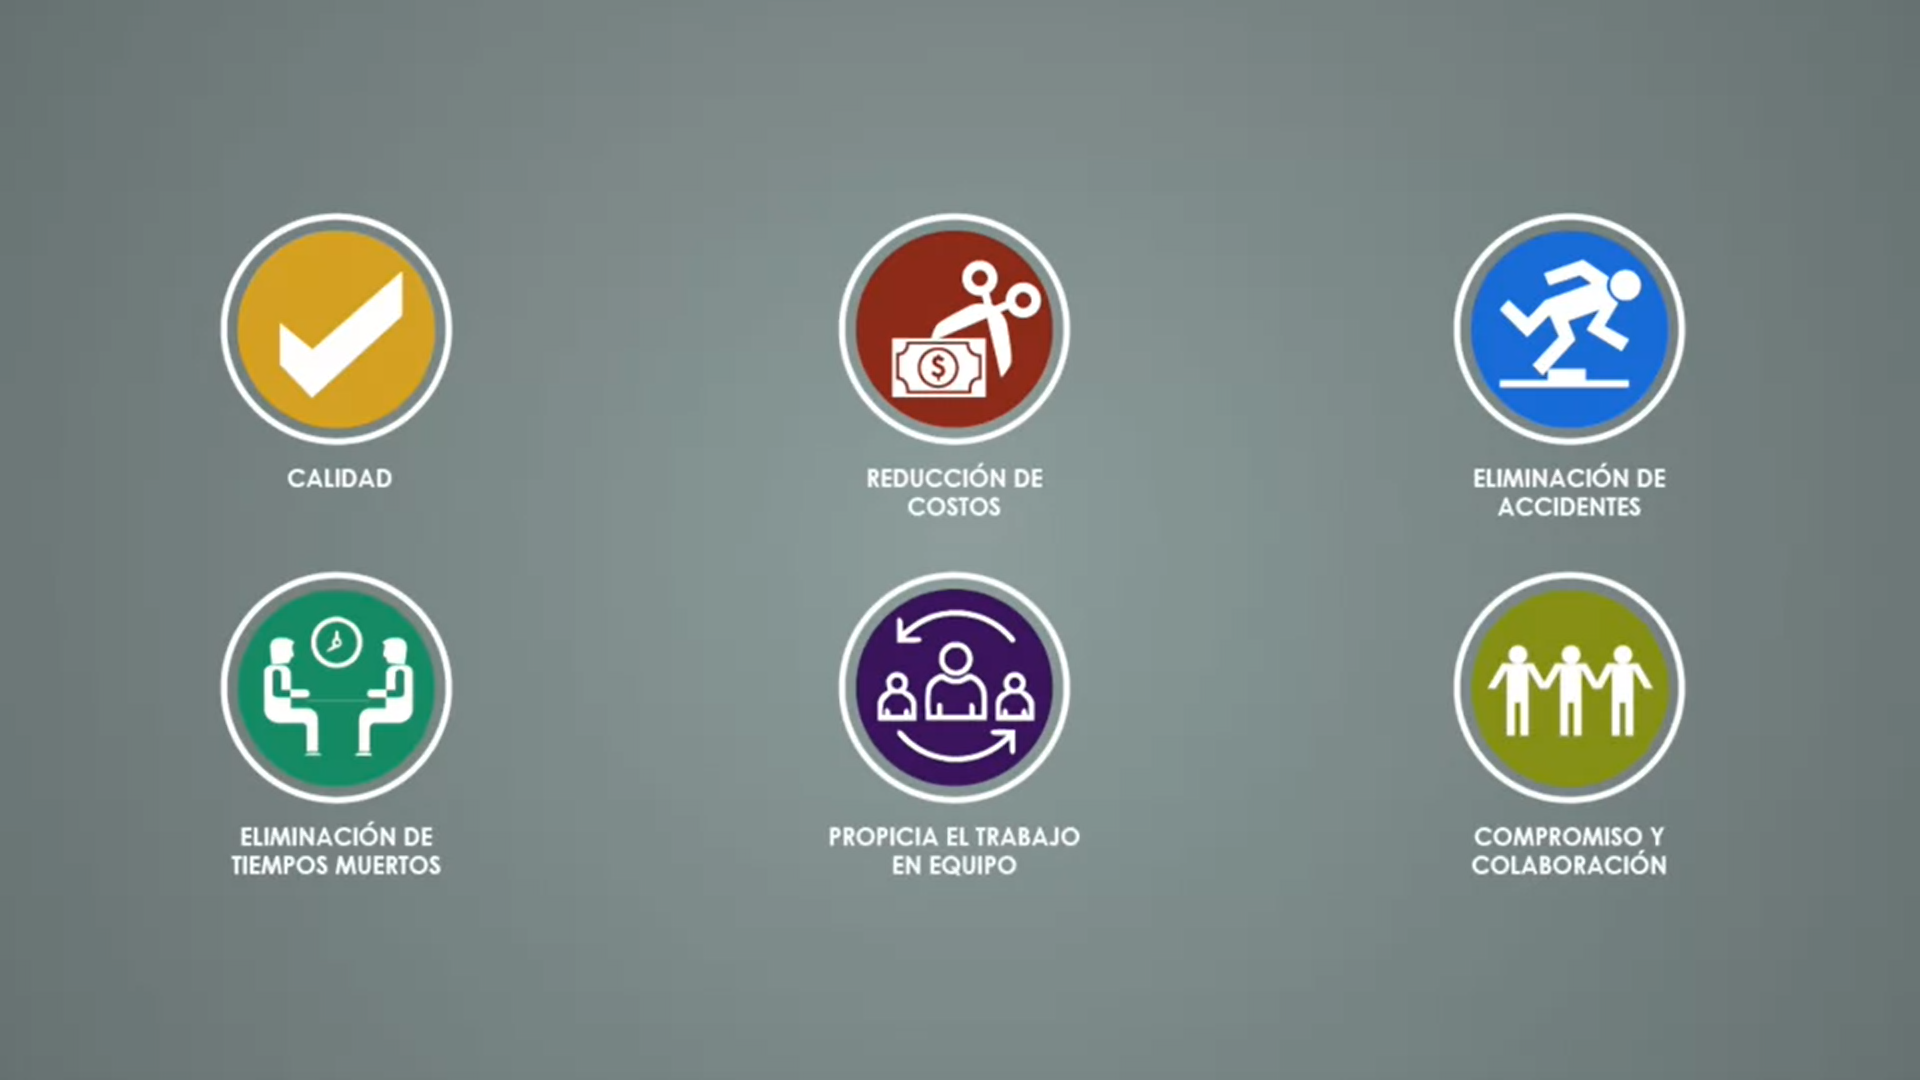 CALIDAD
REDUCCIÓN DE
COSTOS
ELIMINACIÓN DE
ACCIDENTES
$
ELIMINACIÓN DE
TIEMPOS MUERTOS
PROPICIA EL TRABAJO
EN EQUIPO
COMPROMISO Y
COLABORACIÓN